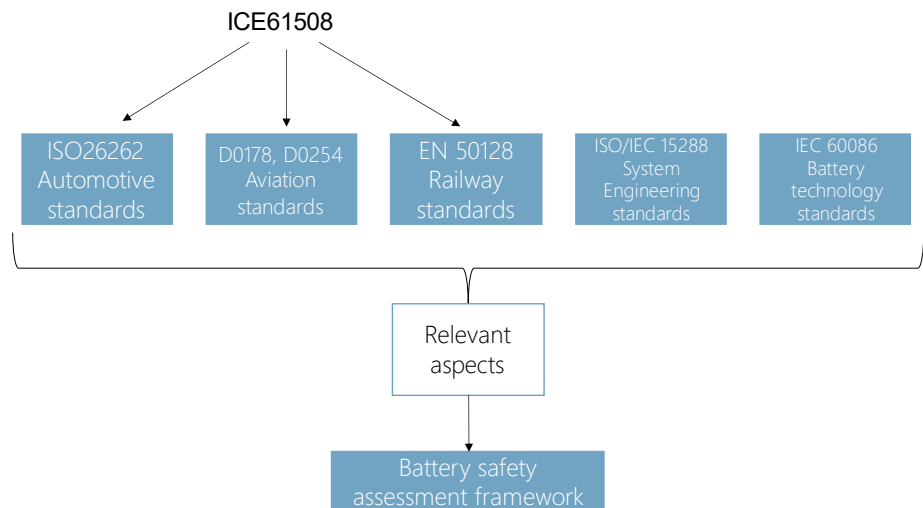 ICE61508
ISO26262
Automotive
standards
D0178, D0254
Aviation
standards
EN 50128
Railway
standards
ISO/IEC 15288
System
Engineering
standards
IEC 60086
Battery
technology
standards
Relevant
aspects
Battery safety
assessment framework